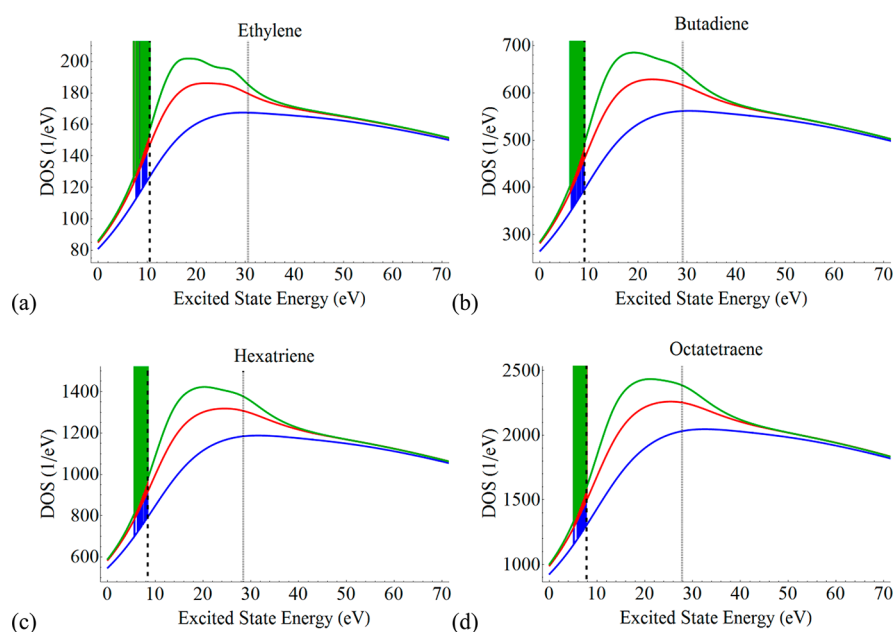 Ethylene
DOS (1/eV)
200
180
160
140
120
100
80
0 10 20 30 40 50 60 70
Excited State Energy (eV)
(a)
Butadiene
DOS (1/eV)
700
600
500
400
300
0 10 20 30 40 50 60 70
Excited State Energy (eV)
(b)
Hexatriene
DOS (1/eV)
1400
1200
1000
800
600
0 10 20 30 40 50 60 70
Excited State Energy (eV)
(c)
Octatetraene
DOS (1/eV)
2500
2000
1500
1000
0 10 20 30 40 50 60 70
Excited State Energy (eV)
(d)